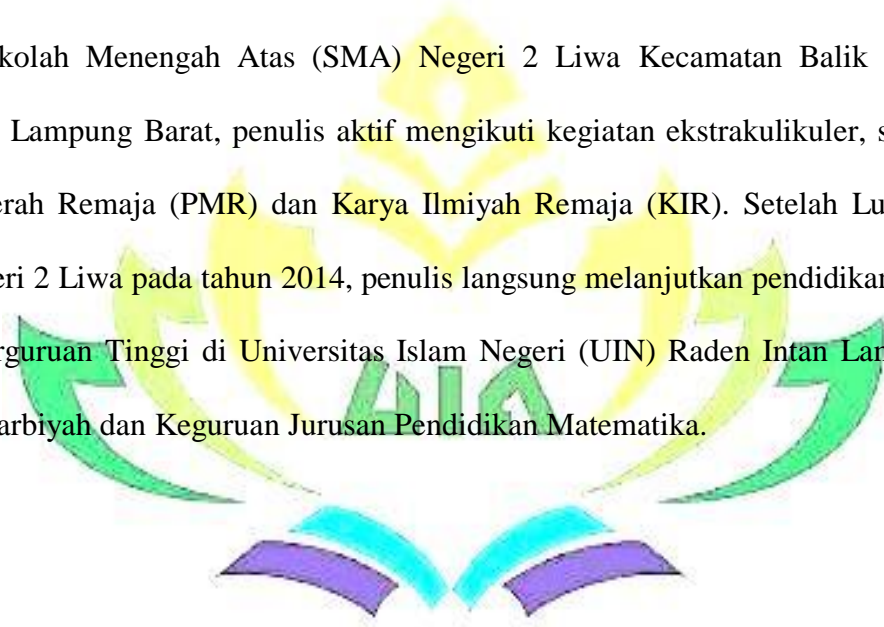 kolah Menengah Atas (SMA) Negeri 2 Liwa Kecamatan Balik
Lampung Barat, penulis aktif mengikuti kegiatan ekstrakulikuler, s
erah Remaja (PMR) dan Karya Ilmiyah Remaja (KIR). Setelah Lu
eri 2 Liwa pada tahun 2014, penulis langsung melanjutkan pendidikan
rguruan Tinggi di Universitas Islam Negeri (UIN) Raden Intan Lam
arbiyah dan Keguruan Jurusan Pendidikan Matematika.
UIN